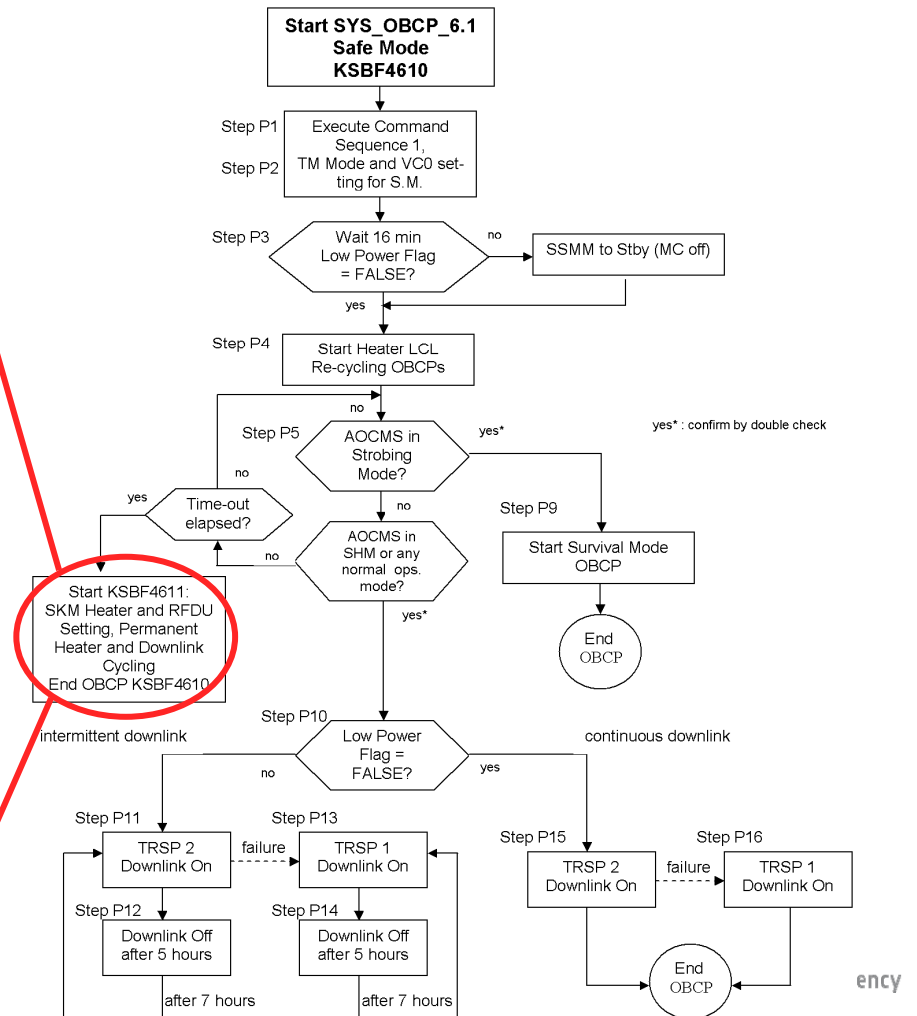 Start SYS_OBCP_6.1
Safe Mode
KSBF4610
Step P1
Execute Command
Sequence 1,
Step P2
TM Mode and VC0 set-
ting for S.M.
Step P3
Wait 16 min
Low Power Flag
= FALSE?
no
SSMM to Stby (MC off)
yes
Step P4
Start Heater LCL
Re-cycling OBCPs
no
Step P5
AOCMS in
Strobing
Mode?
yes*
yes* : confirm by double check
no
yes
Time-out
elapsed?
no
Step P9
AOCMS in
SHM or any
normal ops.
mode?
no
Start Survival Mode
OBCP
Start KSBF4611:
SKM Heater and RFDU
Setting, Permanent
Heater and Downlink
Cycling
End OBCP KSBF4610
yes*
End
OBCP
Step P10
intermittent downlink
Low Power
Flag =
FALSE?
continuous downlink
no
yes
Step P11
Step P13
TRSP 2
Downlink On
failure
TRSP 1
Downlink On
Step P15
Step P16
TRSP 2
Downlink On
failure
TRSP 1
Downlink On
Step P12
Step P14
Downlink Off
after 5 hours
Downlink Off
after 5 hours
End
OBCP
ency
after 7 hours
after 7 hours